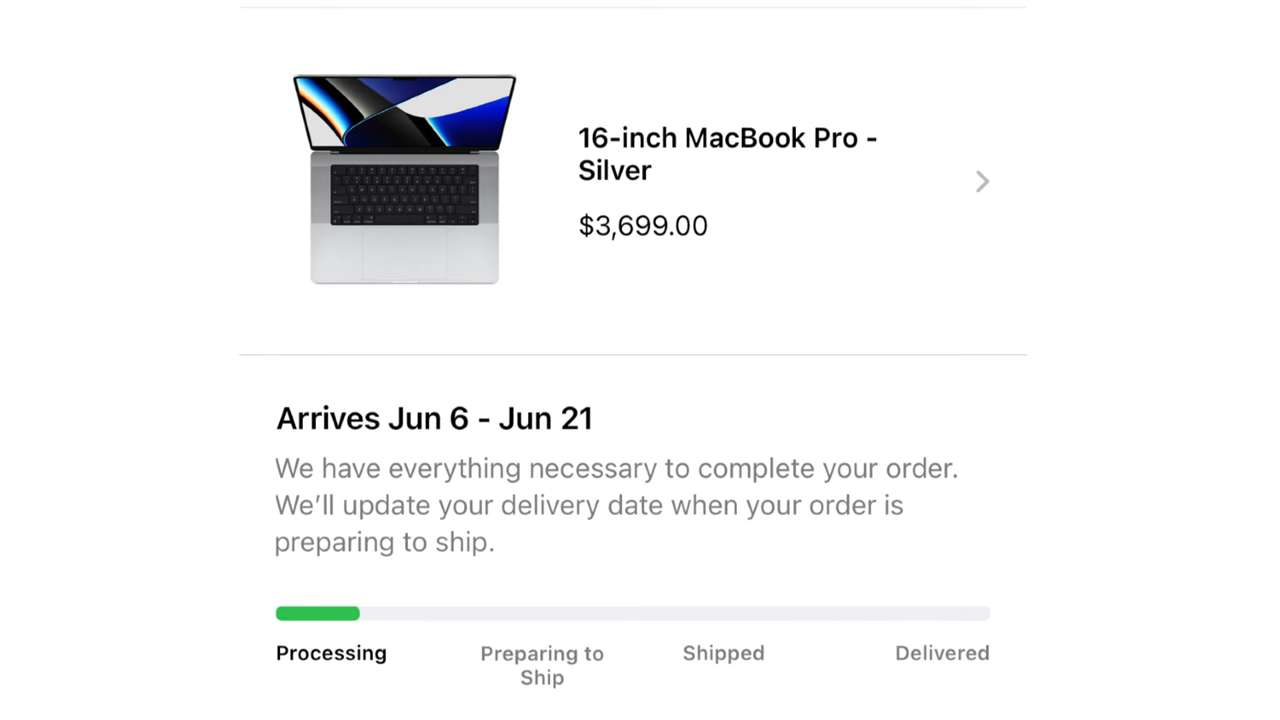 16-inch MacBook Pro -
Silver
$3,699.00
Arrives Jun 6 - Jun 21
We have everything necessary to complete your order.
We’ll update your delivery date when your order is
preparing to ship.
Processing
Preparing to
Ship
Shipped
Delivered